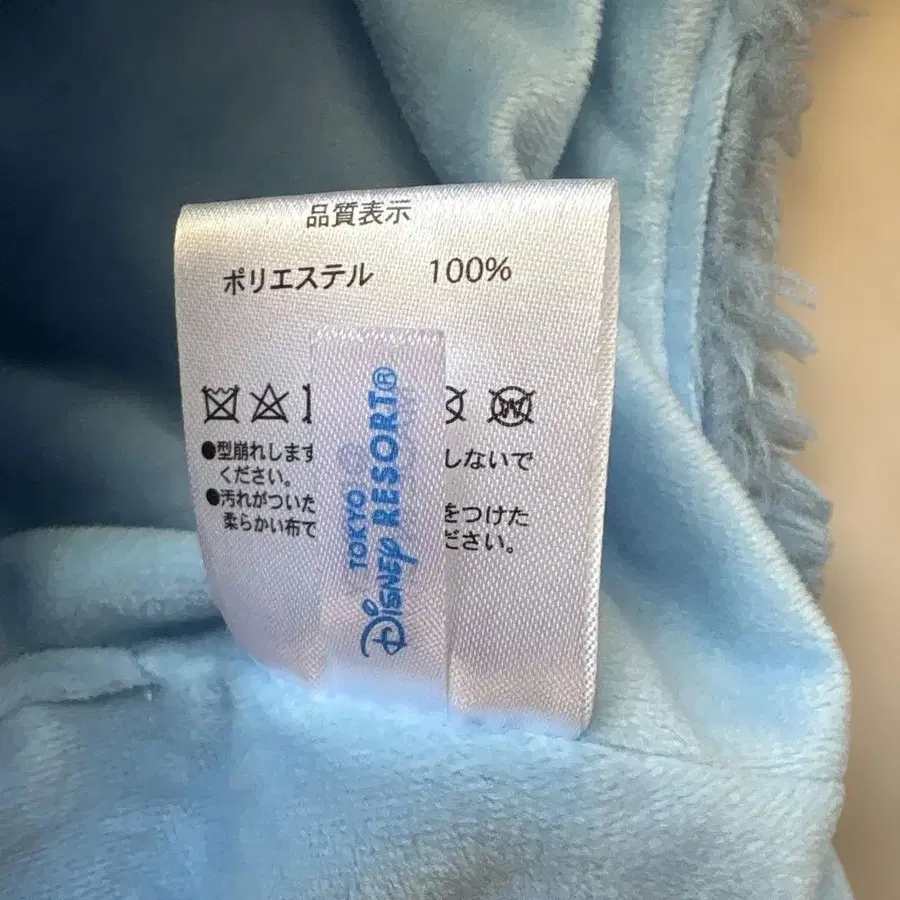 品質表示
ポリエステル 100%
●型崩れします しないで
ください。
●汚れがついた をつけた
柔らかい布で ださい。
TOKYO
DISNEY RESORT®